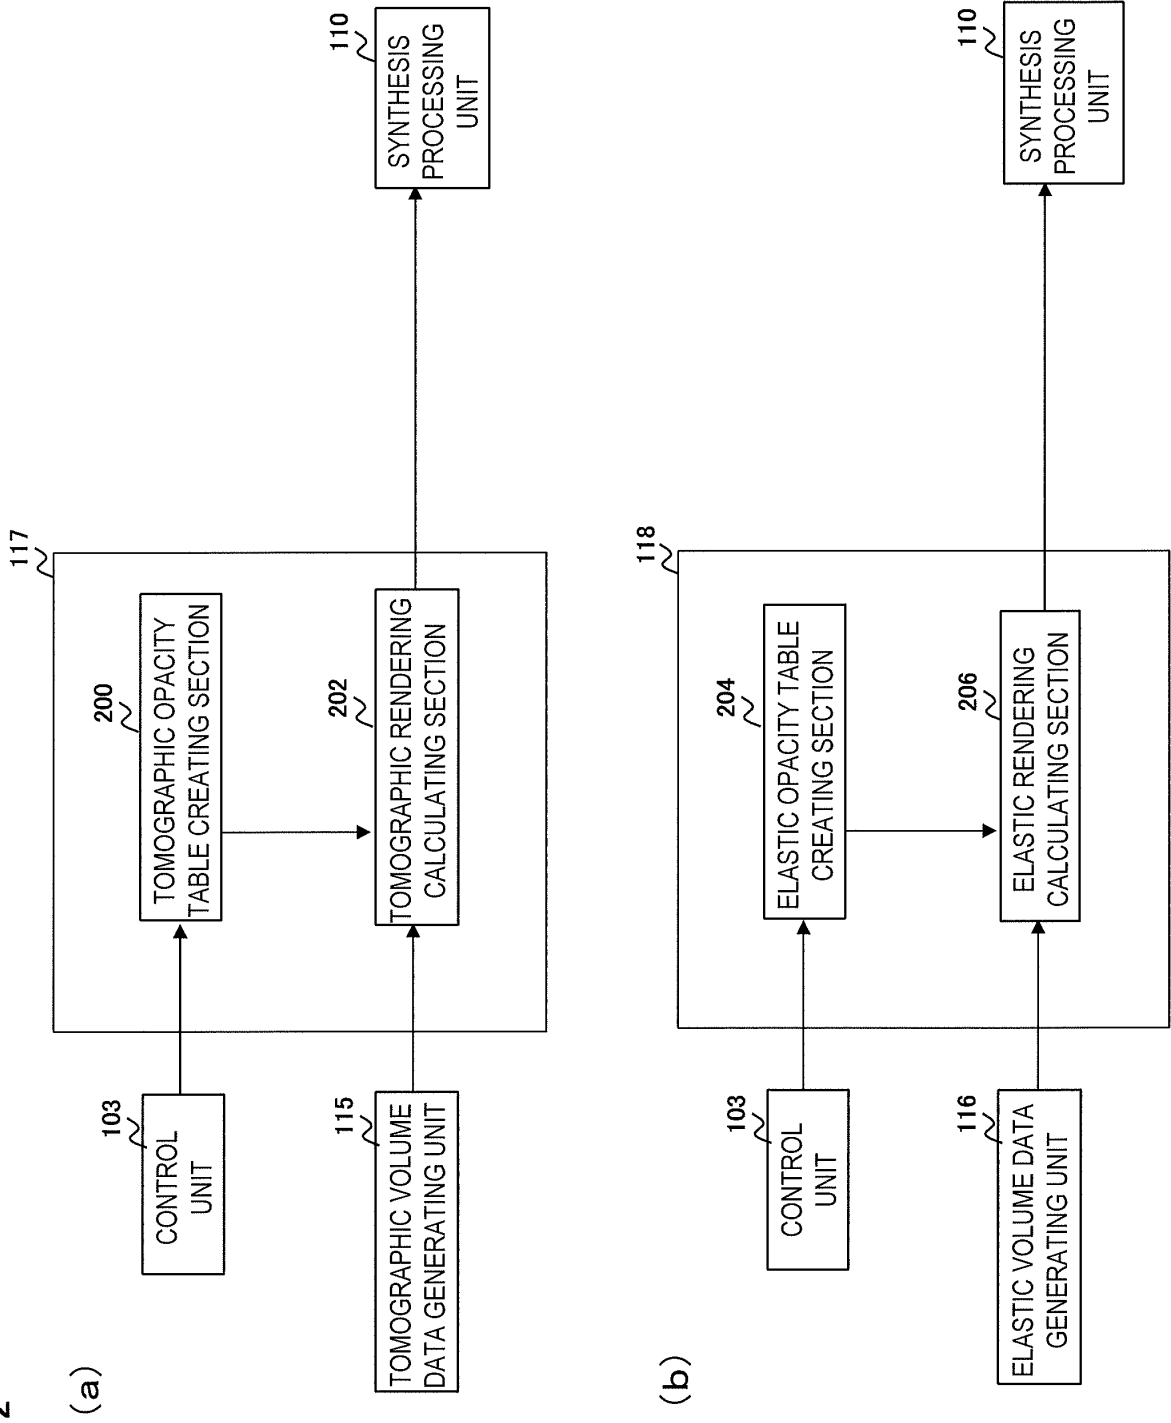 2
(a)
103
CONTROL
UNIT
115
TOMOGRAPHIC VOLUME
DATA GENERATING UNIT
117
200
TOMOGRAPHIC OPACITY
TABLE CREATING SECTION
202
TOMOGRAPHIC RENDERING
CALCULATING SECTION
110
SYNTHESIS
PROCESSING
UNIT
(b)
103
CONTROL
UNIT
116
ELASTIC VOLUME DATA
GENERATING UNIT
118
204
ELASTIC OPACITY TABLE
CREATING SECTION
206
ELASTIC RENDERING
CALCULATING SECTION
110
SYNTHESIS
PROCESSING
UNIT